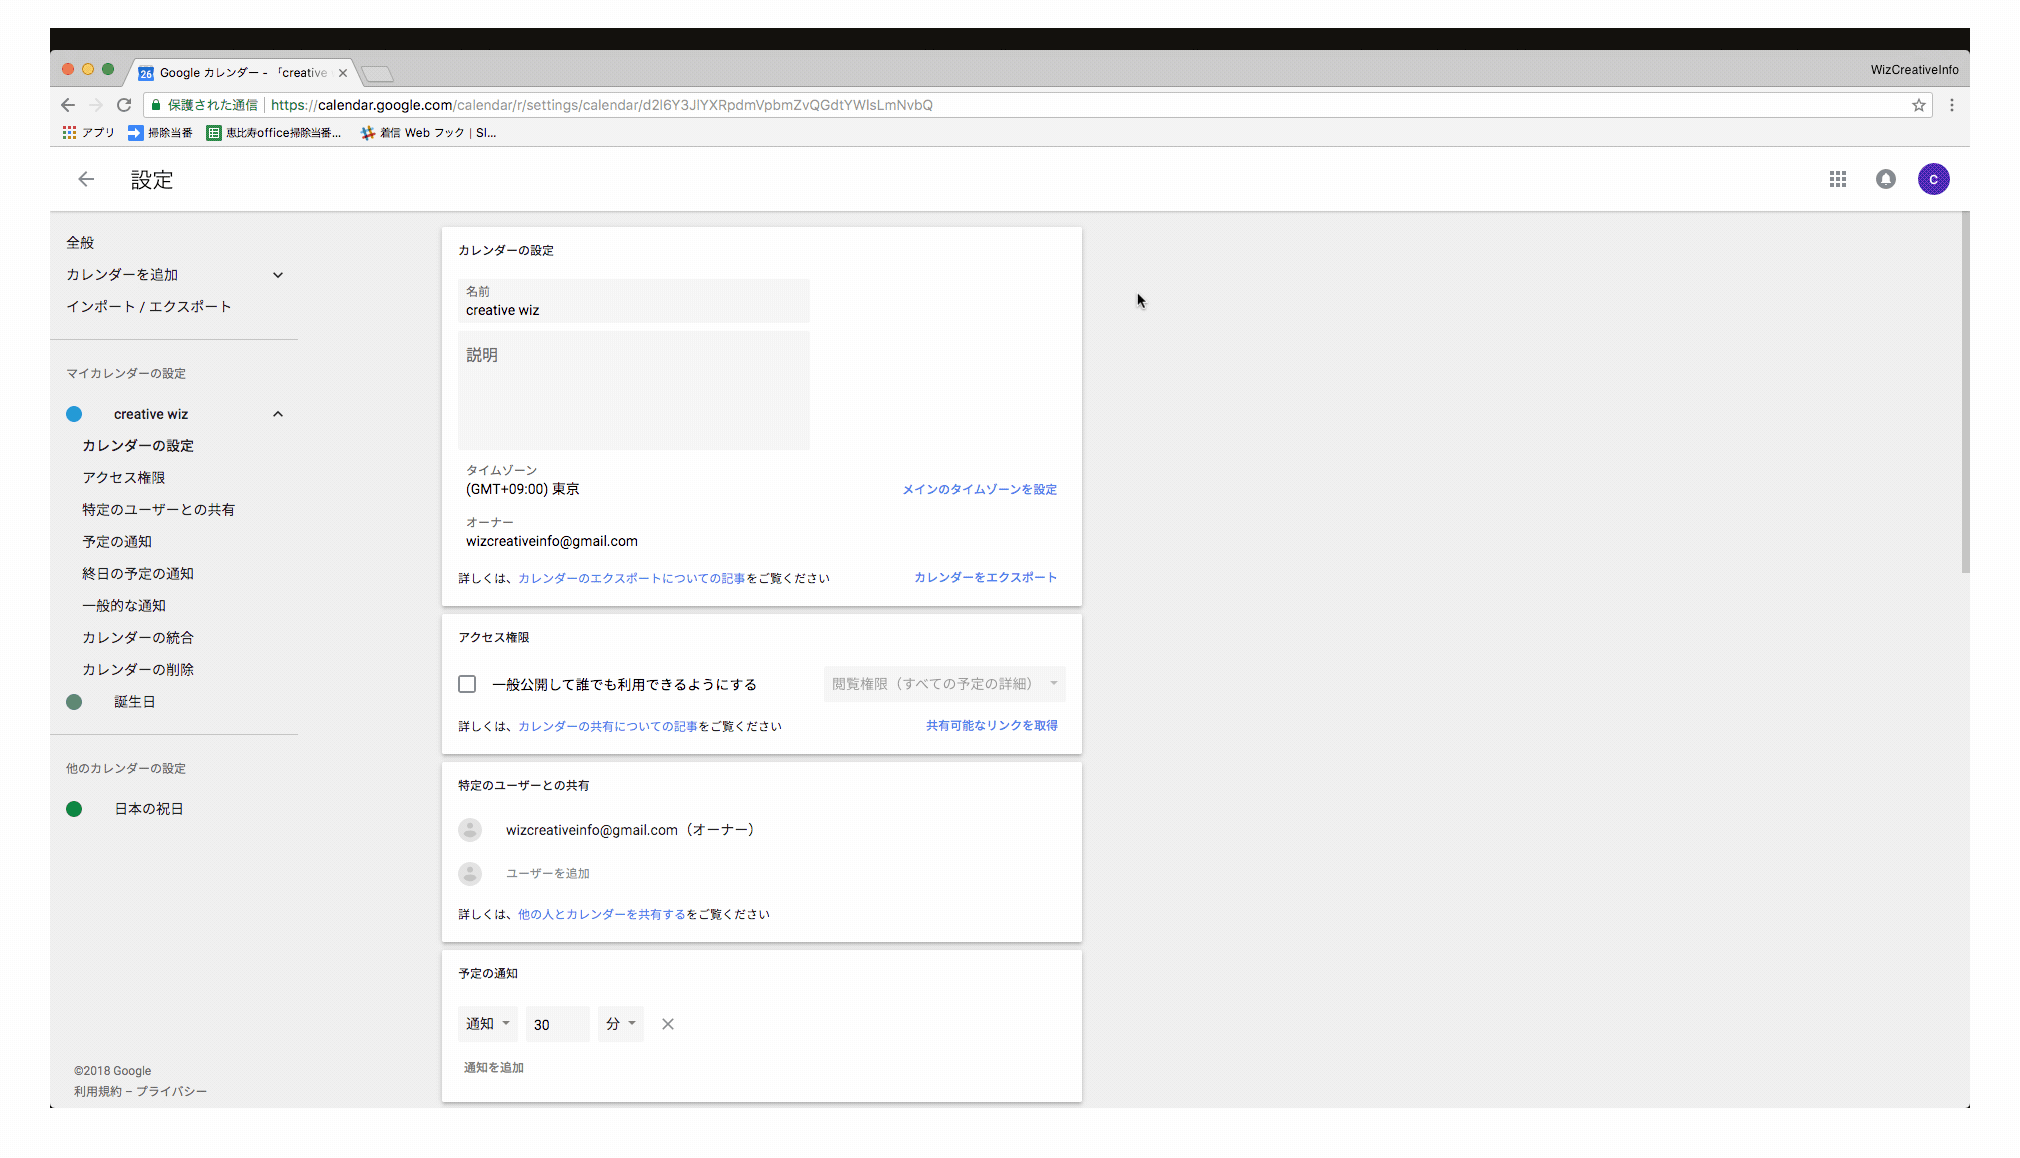 Google カレンダー - 「creative
WizCreativeInfo
保護された通信 https://calendar.google.com/calendar/r/settings/calendar/d2l6Y3JlYXRpdmVpbmZvQGdtYWlsLmNvbQ
アプリ 掃除当番 恵比寿office掃除当番... 着信 Web フック | Sl...
設定
C
全般
カレンダーを追加
インポート / エクスポート
マイカレンダーの設定
creative wiz
カレンダーの設定
アクセス権限
特定のユーザーとの共有
予定の通知
終日の予定の通知
一般的な通知
カレンダーの統合
カレンダーの削除
誕生日
他のカレンダーの設定
日本の祝日
©2018 Google
利用規約 – プライバシー
カレンダーの設定
名前
creative wiz
説明
タイムゾーン
(GMT+09:00) 東京
メインのタイムゾーンを設定
オーナー
wizcreativeinfo@gmail.com
詳しくは、カレンダーのエクスポートについての記事をご覧ください
カレンダーをエクスポート
アクセス権限
一般公開して誰でも利用できるようにする
閲覧権限（すべての予定の詳細）
詳しくは、カレンダーの共有についての記事をご覧ください
共有可能なリンクを取得
特定のユーザーとの共有
wizcreativeinfo@gmail.com（オーナー）
ユーザーを追加
詳しくは、他の人とカレンダーを共有するをご覧ください
予定の通知
通知 30 分
通知を追加